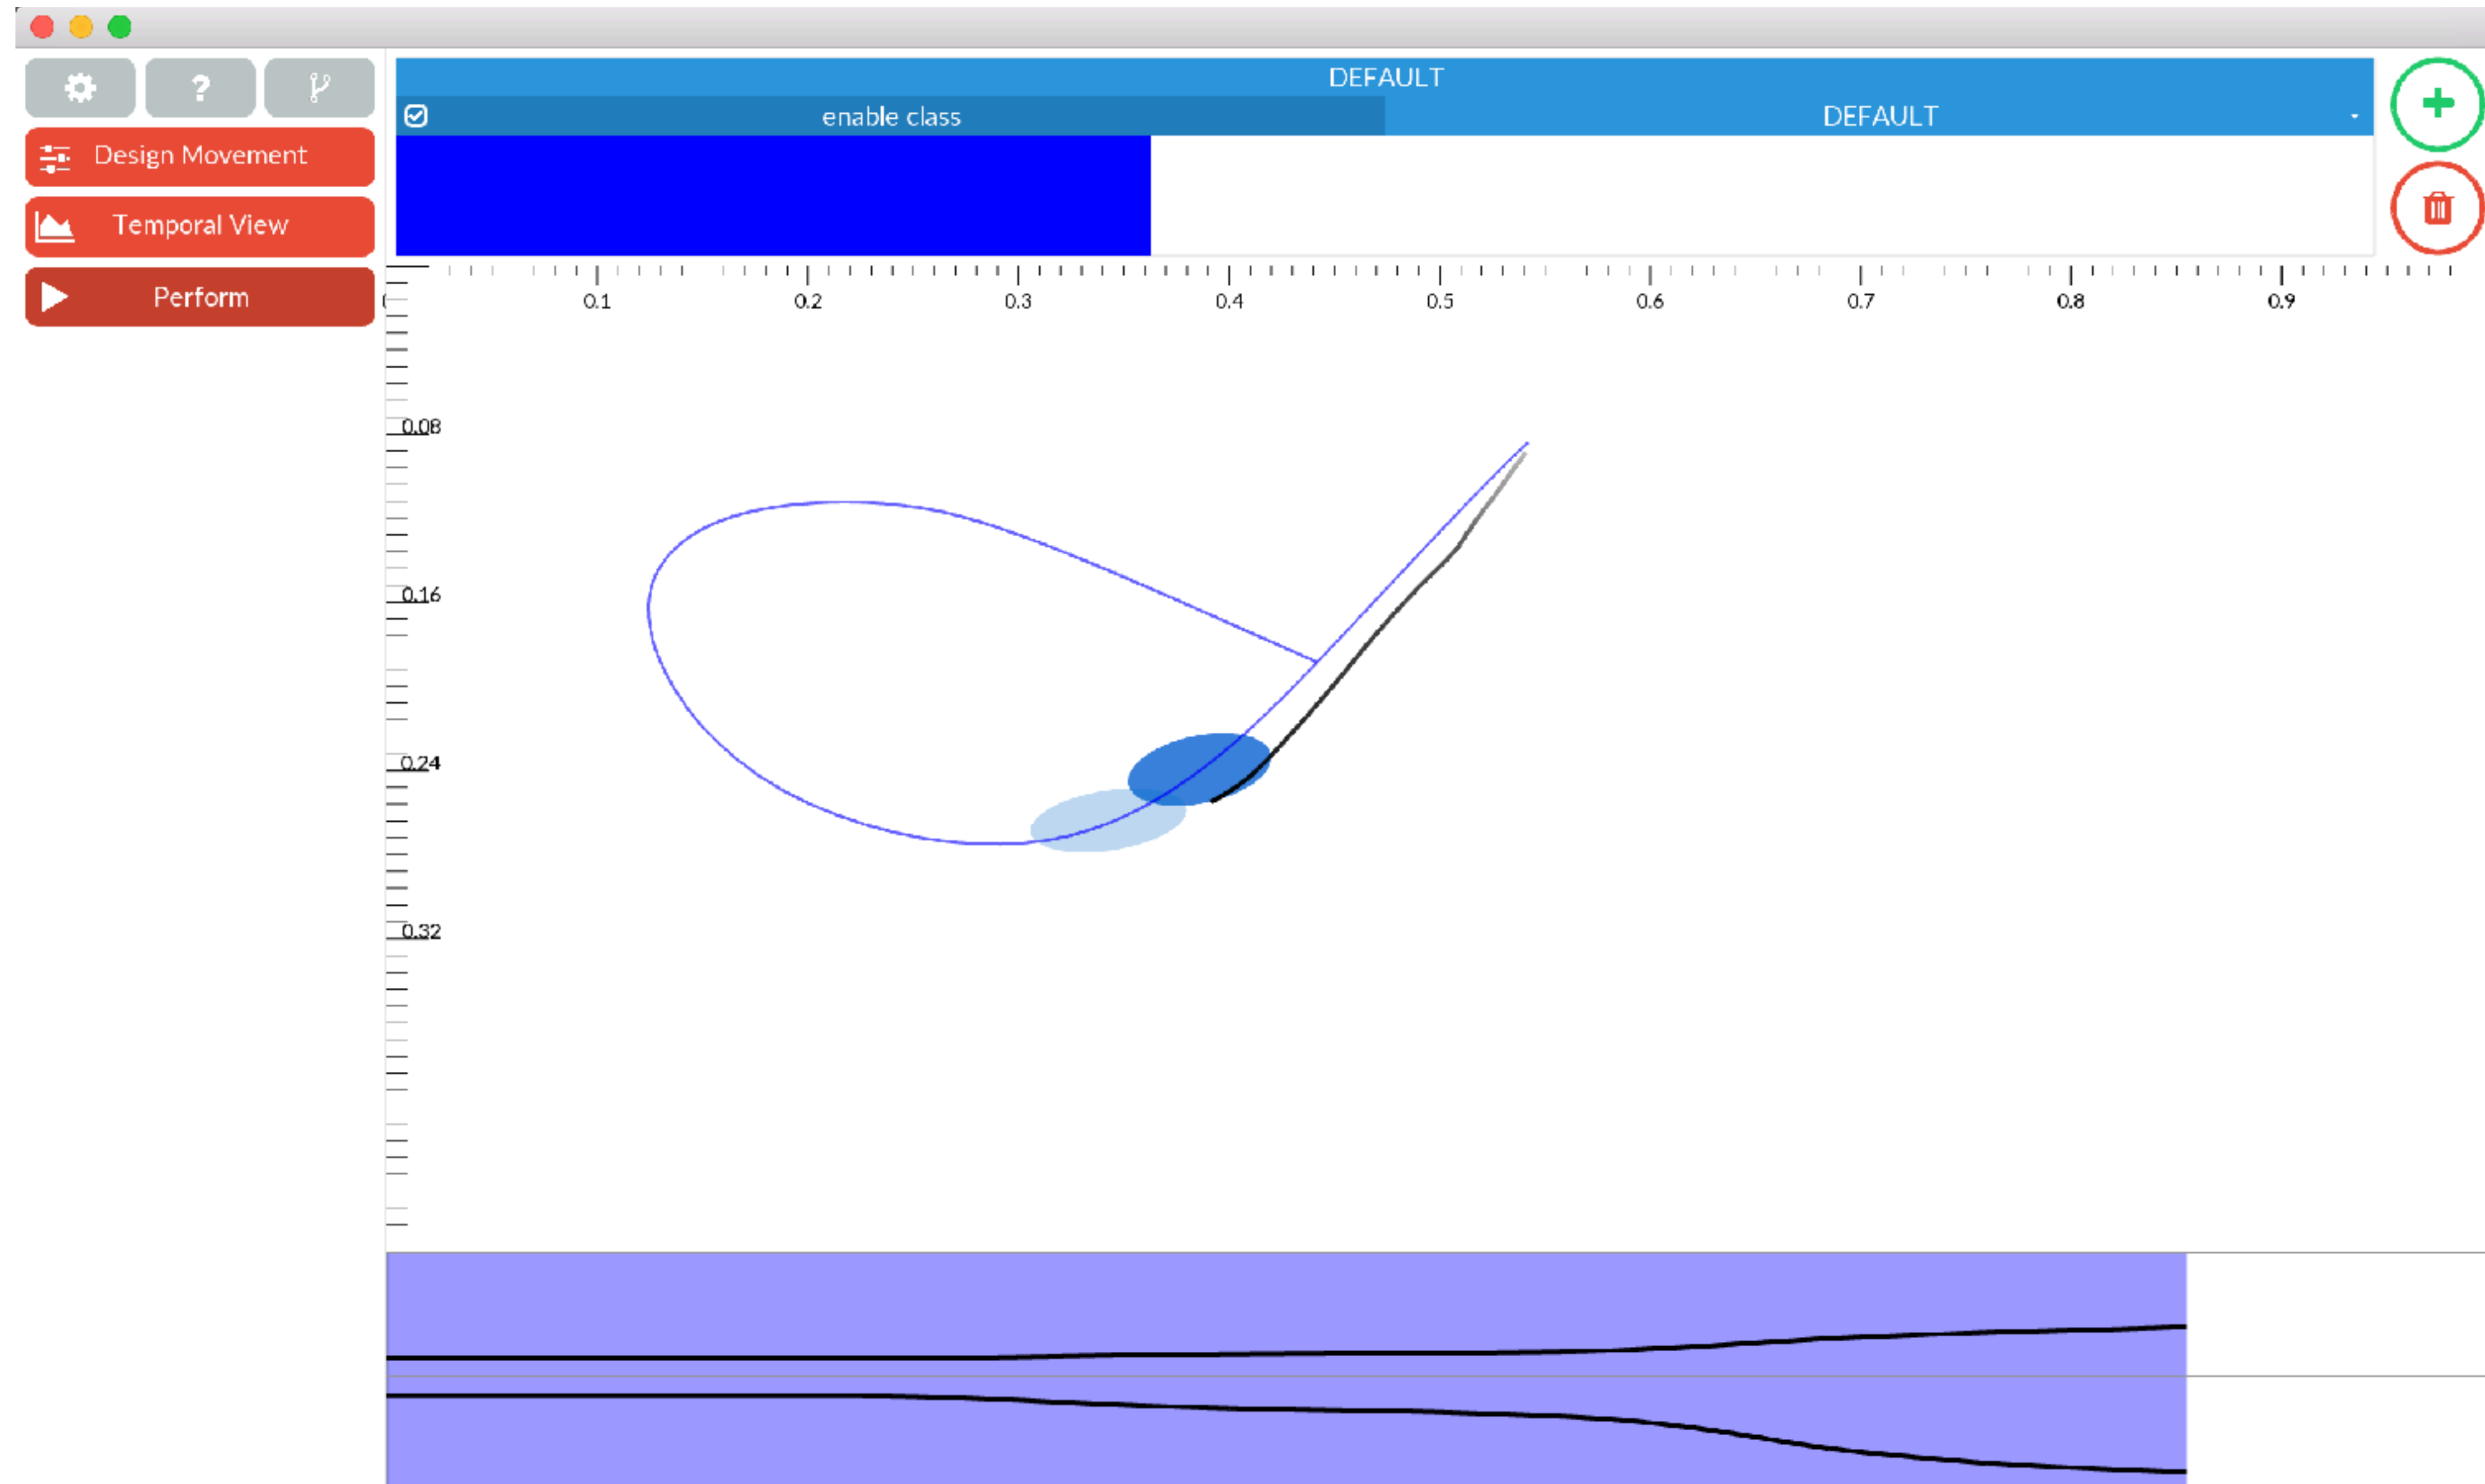 ?
DEFAULT
enable class DEFAULT
Design Movement
Temporal View
Perform
0.1 0.2 0.3 0.4 0.5 0.6 0.7 0.8 0.9
0.08
0.16
0.24
0.32